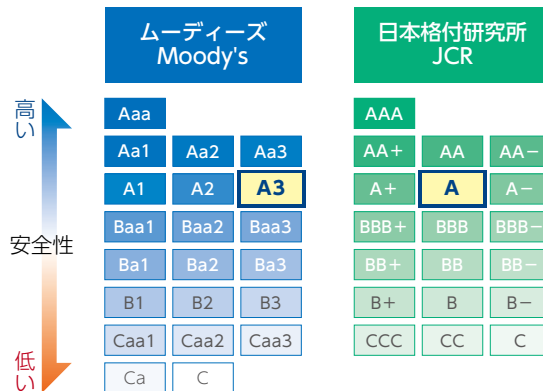 ムーディーズ
Moody's
日本格付研究所
JCR
高い
安全性
低い
Aaa
Aa1 Aa2 Aa3
A1 A2 A3
Baa1 Baa2 Baa3
Ba1 Ba2 Ba3
B1 B2 B3
Caa1 Caa2 Caa3
Ca C
AAA
AA+ AA AA−
A+ A A−
BBB+ BBB BBB−
BB+ BB BB−
B+ B B−
CCC CC C